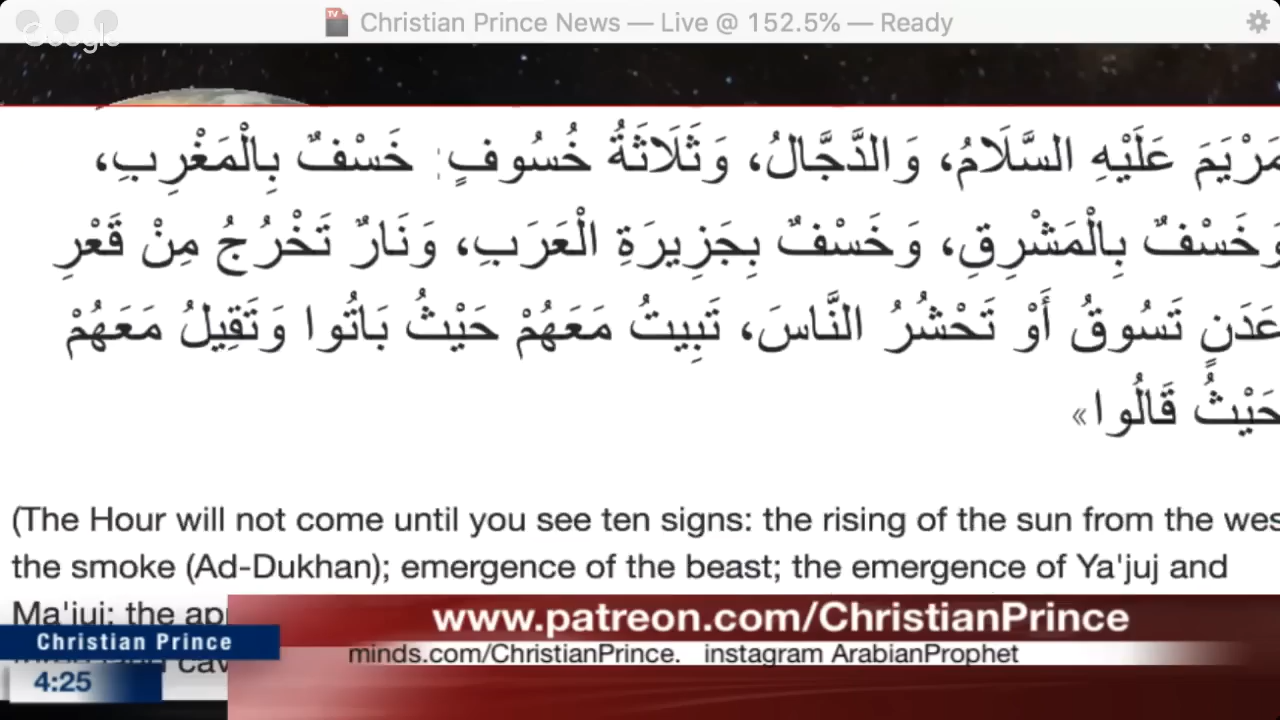 Christian Prince News — Live @ 152.5% — Ready
Google
مَرْيَمَ عَلَيْهِ السَّلَامُ، وَالدَّجَّالُ، وَثَلَاثَةُ خُسُوفٍ: خَسْفٌ بِالْمَغْرِبِ،
وَخَسْفٌ بِالْمَشْرِقِ، وَخَسْفٌ بِجَزِيرَةِ الْعَرَبِ، وَنَارٌ تَخْرُجُ مِنْ قَعْرِ
عَدَنٍ تَسُوقُ أَوْ تَحْشُرُ النَّاسَ، تَبِيتُ مَعَهُمْ حَيْثُ بَاتُوا وَتَقِيلُ مَعَهُمْ
حَيْثُ قَالُوا»
(The Hour will not come until you see ten signs: the rising of the sun from the wes
the smoke (Ad-Dukhan); emergence of the beast; the emergence of Ya'juj and
Ma'juj; the app
cav
www.patreon.com/ChristianPrince
Christian Prince
minds.com/ChristianPrince. instagram ArabianProphet
4:25